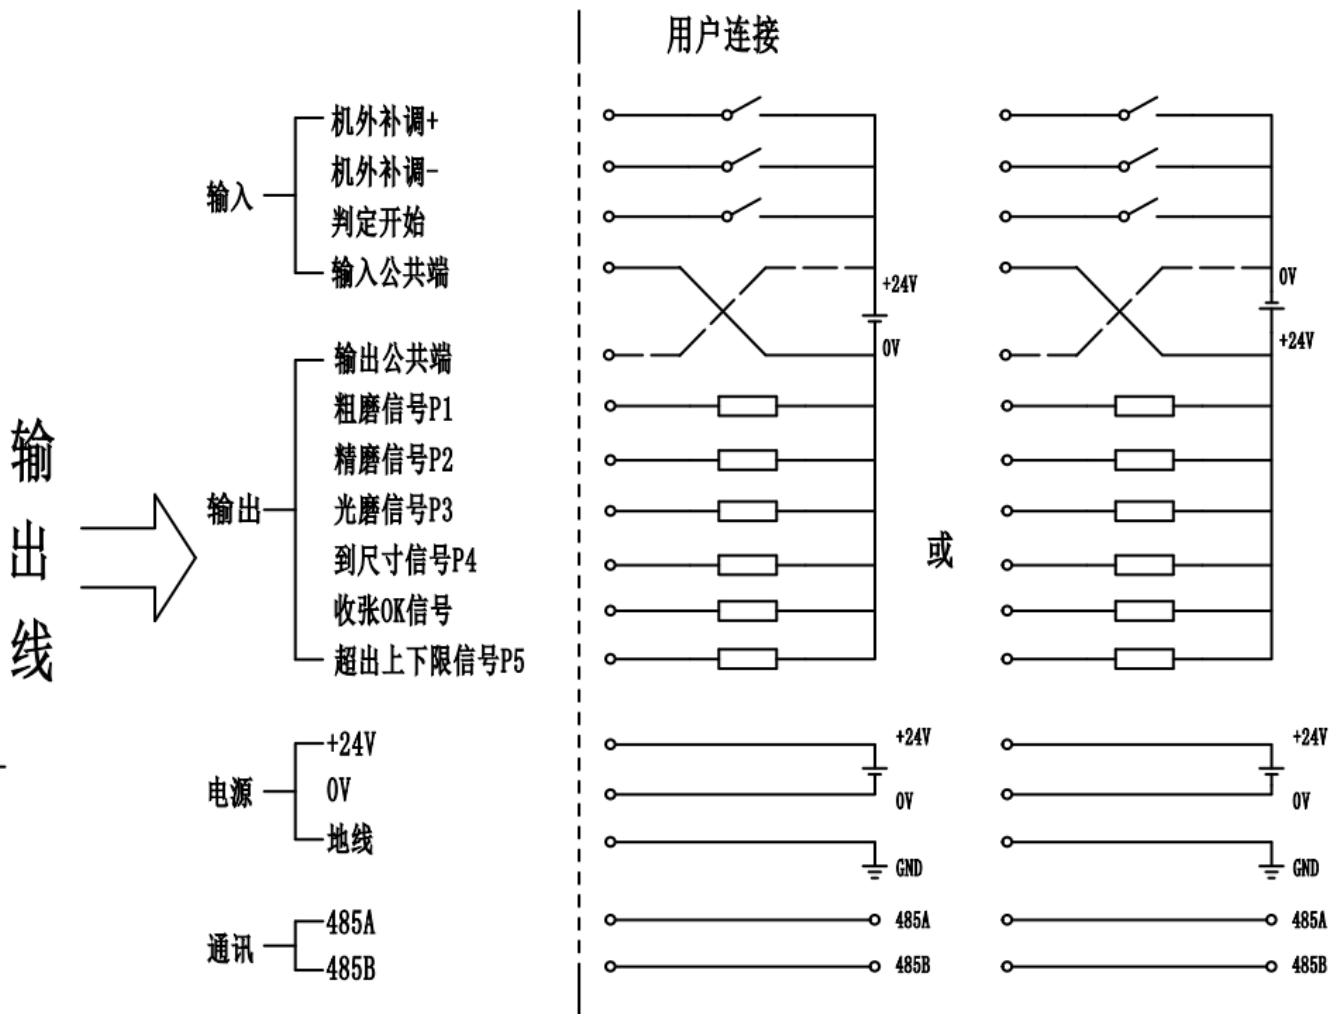 用户连接
输出线
输入
机外补调+
机外补调-
判定开始
输入公共端
输出
输出公共端
粗磨信号P1
精磨信号P2
光磨信号P3
到尺寸信号P4
收张OK信号
超出上下限信号P5
电源
+24V
0V
地线
通讯
485A
485B
+24V
0V
+24V
0V
GND
485A
485B
或
0V
+24V
+24V
0V
GND
485A
485B